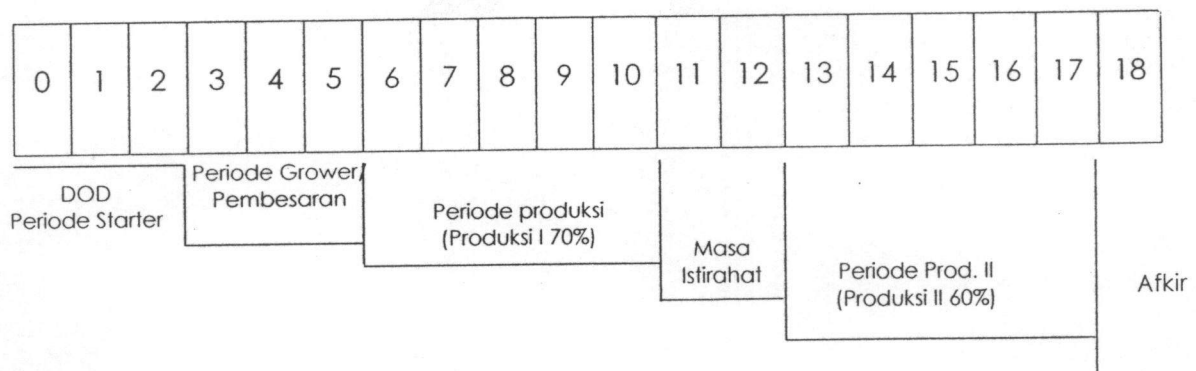 0 1 2 3 4 5 6 7 8 9 10 11 12 13 14 15 16 17 18
DOD
Periode Starter
Periode Grower/
Pembesaran
Periode produksi
(Produksi I 70%)
Masa
Istirahat
Periode Prod. II
(Produksi II 60%)
Afkir